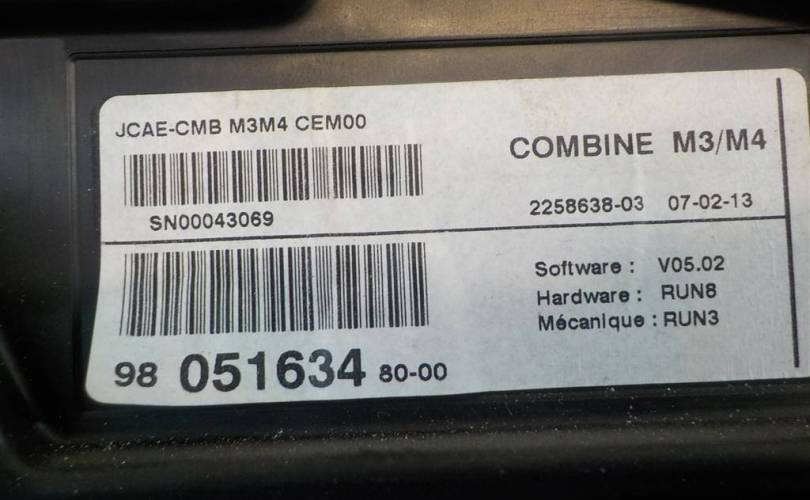 JCAE-CMB M3M4 CEM00
COMBINE M3/M4
SN00043069
2258638-03 07-02-13
Software : V05.02
Hardware : RUN8
Mécanique : RUN3
98 051634 80-00